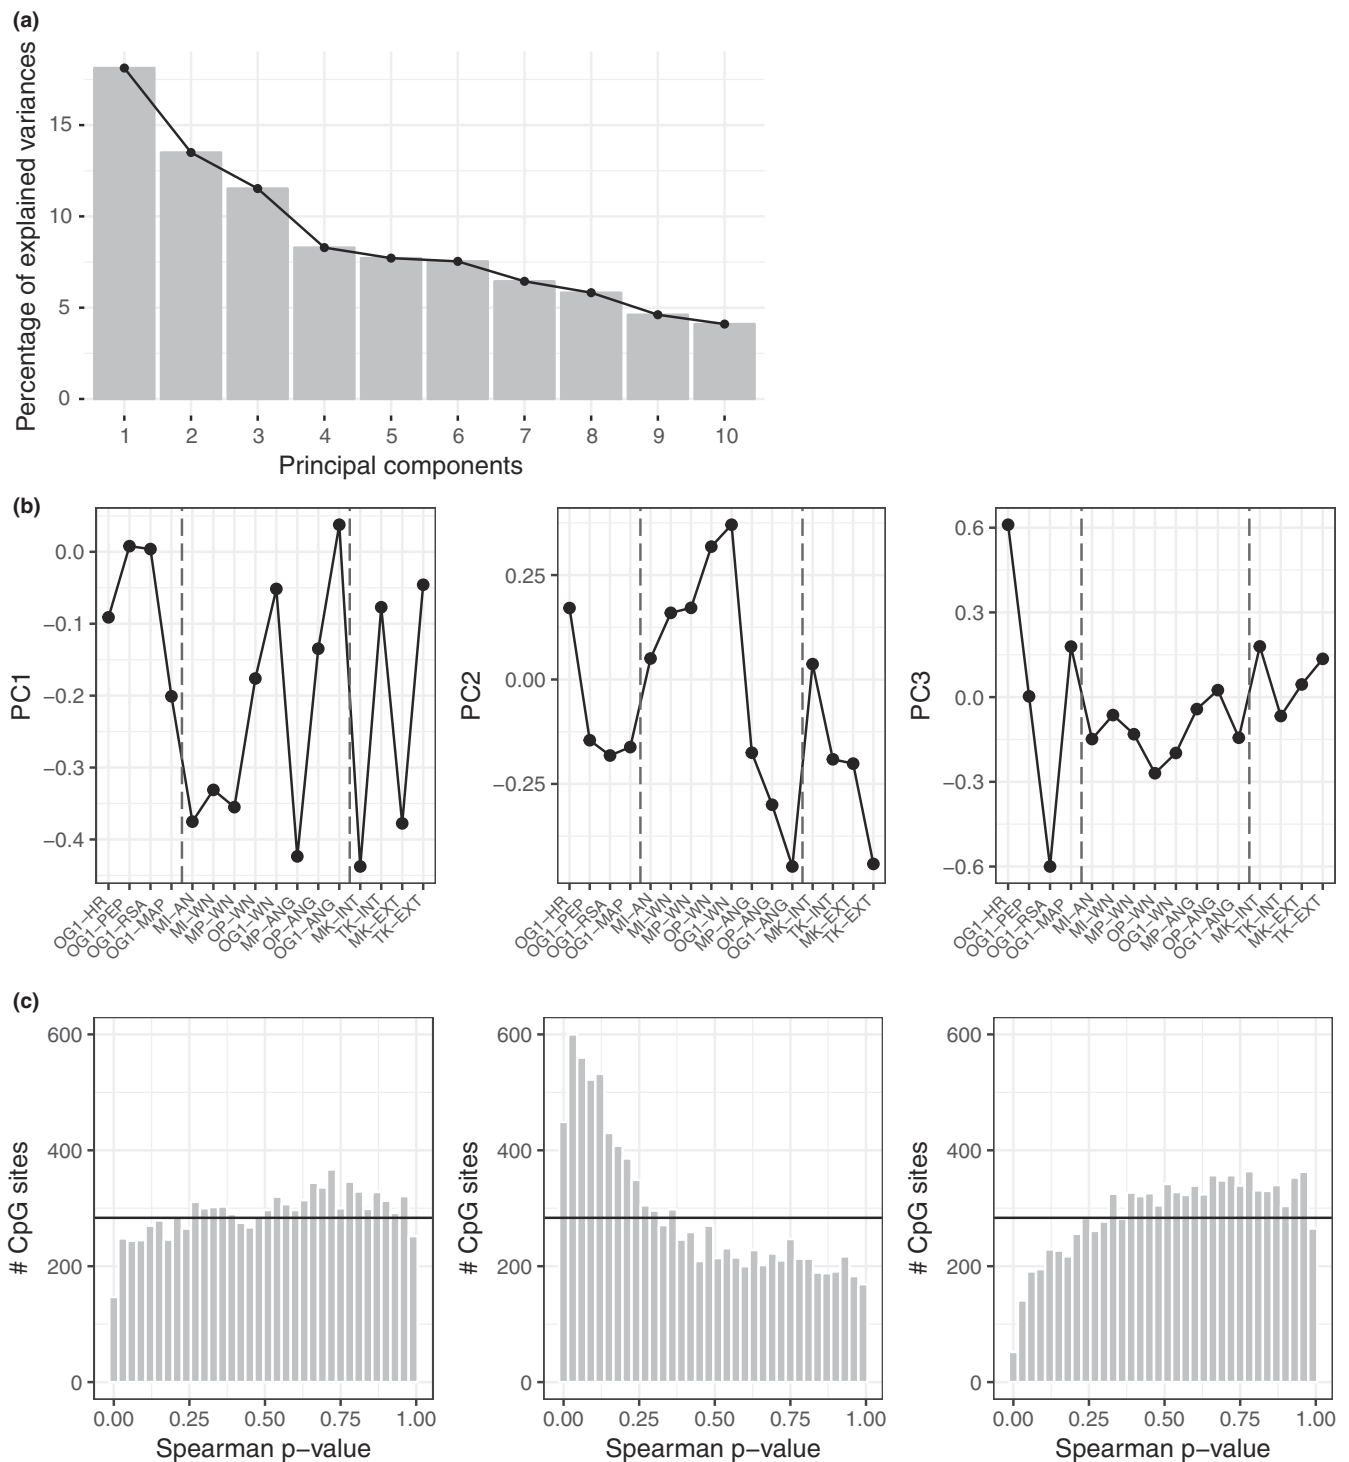 (a)
Percentage of explained variances
15
10
5
0
1 2 3 4 5 6 7 8 9 10
Principal components
(b)
PC1
0.0
−0.1
−0.2
−0.3
−0.4
OG1−HR
OG1−PEP
OG1−RSA
OG1−MAP
MI−AN
MI−WN
MP−WN
OP−WN
OG1−WN
MP−ANG
OP−ANG
OG1−ANG
MK−INT
TK−INT
MK−EXT
TK−EXT
PC2
0.25
0.00
−0.25
OG1−HR
OG1−PEP
OG1−RSA
OG1−MAP
MI−AN
MI−WN
MP−WN
OP−WN
OG1−WN
MP−ANG
OP−ANG
OG1−ANG
MK−INT
TK−INT
MK−EXT
TK−EXT
PC3
0.6
0.3
0.0
−0.3
−0.6
OG1−HR
OG1−PEP
OG1−RSA
OG1−MAP
MI−AN
MI−WN
MP−WN
OP−WN
OG1−WN
MP−ANG
OP−ANG
OG1−ANG
MK−INT
TK−INT
MK−EXT
TK−EXT
(c)
# CpG sites
600
400
200
0
0.00 0.25 0.50 0.75 1.00
Spearman p−value
# CpG sites
600
400
200
0
0.00 0.25 0.50 0.75 1.00
Spearman p−value
# CpG sites
600
400
200
0
0.00 0.25 0.50 0.75 1.00
Spearman p−value